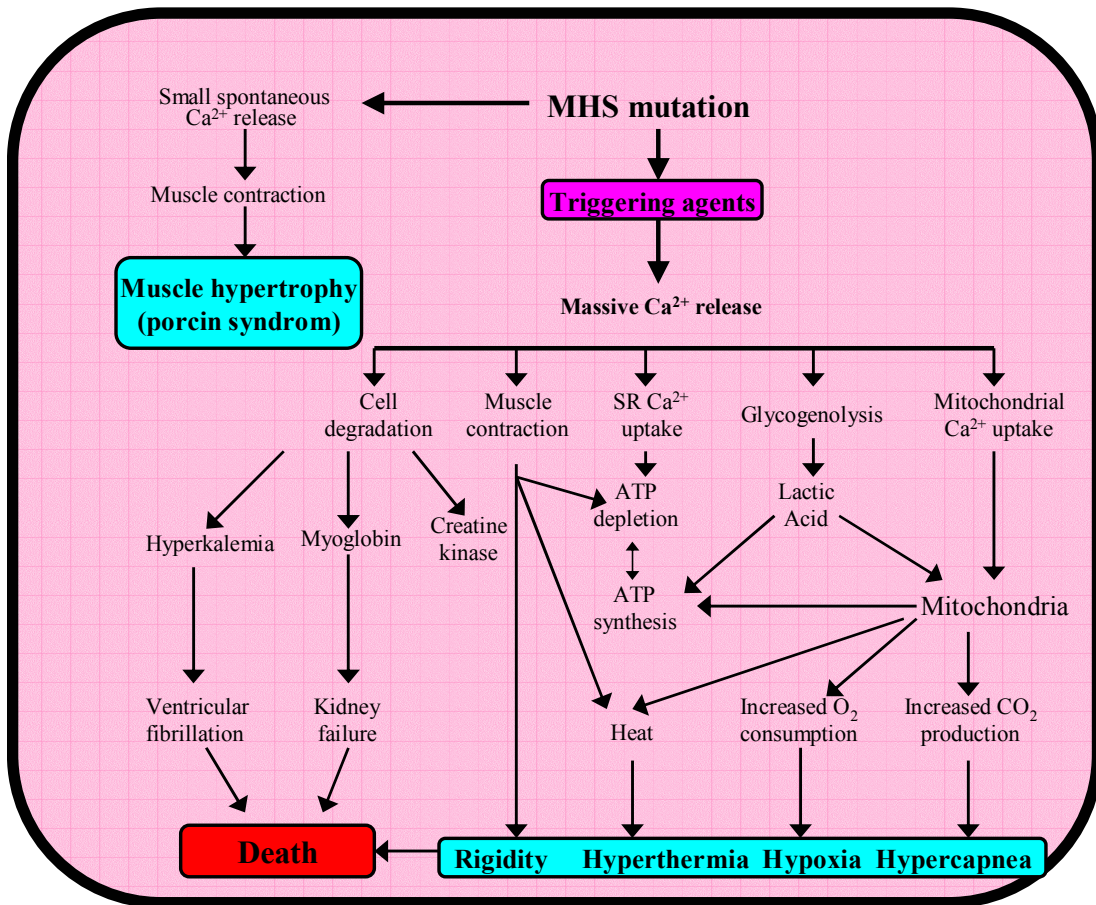 Small spontaneous
Ca²⁺ release
MHS mutation
Muscle contraction
Triggering agents
Muscle hypertrophy
(porcin syndrom)
Massive Ca²⁺ release
Cell
degradation
Muscle
contraction
SR Ca²⁺
uptake
Glycogenolysis
Mitochondrial
Ca²⁺ uptake
ATP
depletion
Lactic
Acid
Hyperkalemia
Myoglobin
Creatine
kinase
ATP
synthesis
Mitochondria
Ventricular
fibrillation
Kidney
failure
Heat
Increased O₂
consumption
Increased CO₂
production
Death
Rigidity Hyperthermia Hypoxia Hypercapnea